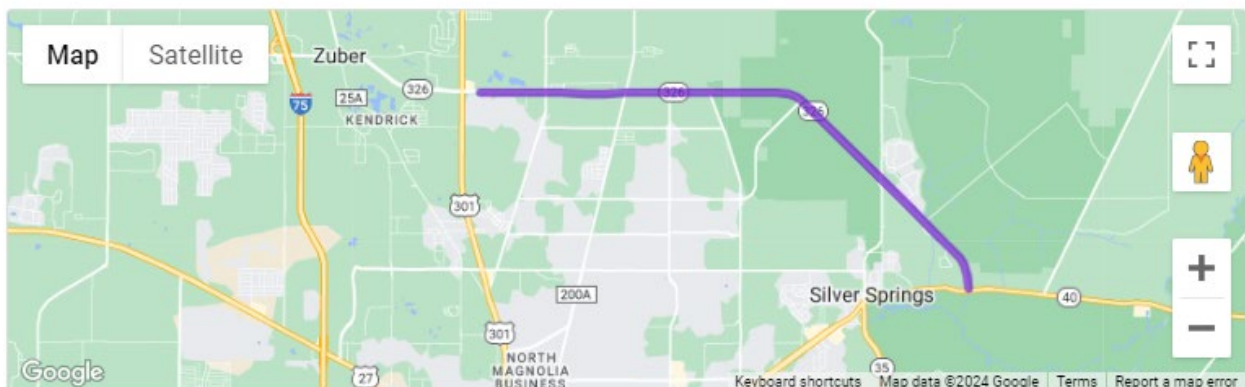 Map
Satellite
Zuber
326
25A
75
KENDRICK
326
326
301
200A
Silver Springs
40
301
NORTH
MAGNOLIA
BUSINESS
27
35
Google
Keyboard shortcuts
Map data ©2024 Google
Terms
Report a map error